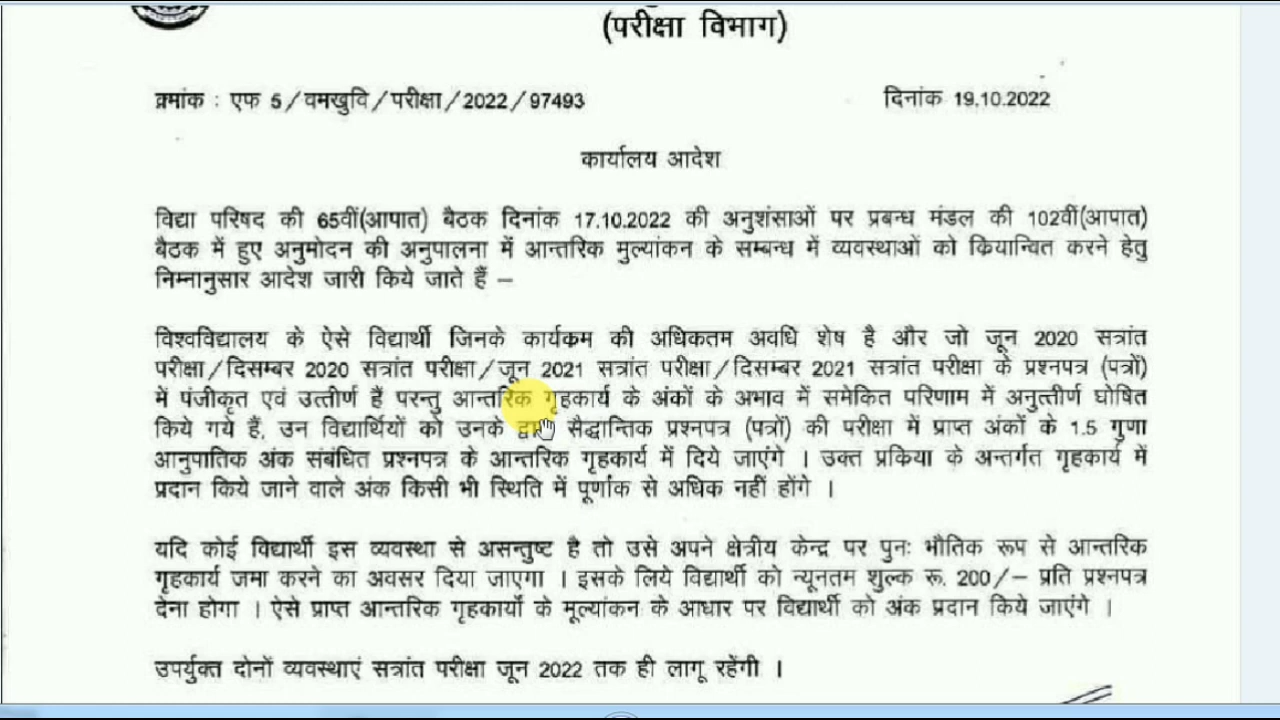 (परीक्षा विभाग)
क्रमांक : एफ 5/वमखुवि/परीक्षा/2022/97493 दिनांक 19.10.2022
कार्यालय आदेश
विद्या परिषद की 65वीं(आपात) बैठक दिनांक 17.10.2022 की अनुशंसाओं पर प्रबन्ध मंडल की 102वीं(आपात)
बैठक में हुए अनुमोदन की अनुपालना में आन्तरिक मुल्यांकन के सम्बन्ध में व्यवस्थाओं को कियान्वित करने हेतु
निम्नानुसार आदेश जारी किये जाते हैं –
विश्वविद्यालय के ऐसे विद्यार्थी जिनके कार्यकम की अधिकतम अवधि शेष है और जो जून 2020 सत्रांत
परीक्षा/दिसम्बर 2020 सत्रांत परीक्षा/जून 2021 सत्रांत परीक्षा/दिसम्बर 2021 सत्रांत परीक्षा के प्रश्नपत्र (पत्रों)
में पंजीकृत एवं उत्तीर्ण हैं परन्तु आन्तरिक गृहकार्य के अंकों के अभाव में समेकित परिणाम में अनुत्तीर्ण घोषित
किये गये हैं, उन विद्यार्थियों को उनके सैद्धान्तिक प्रश्नपत्र (पत्रों) की परीक्षा में प्राप्त अंकों के 1.5 गुणा
आनुपातिक अंक संबंधित प्रश्नपत्र के आन्तरिक गृहकार्य में दिये जाएंगे । उक्त प्रकिया के अन्तर्गत गृहकार्य में
प्रदान किये जाने वाले अंक किसी भी स्थिति में पूर्णाक से अधिक नहीं होंगे ।
यदि कोई विद्यार्थी इस व्यवस्था से असन्तुष्ट है तो उसे अपने क्षेत्रीय केन्द्र पर पुनः भौतिक रूप से आन्तरिक
गृहकार्य जमा करने का अवसर दिया जाएगा । इसके लिये विद्यार्थी को न्यूनतम शुल्क रू. 200/– प्रति प्रश्नपत्र
देना होगा । ऐसे प्राप्त आन्तरिक गृहकार्यों के मूल्यांकन के आधार पर विद्यार्थी को अंक प्रदान किये जाएंगे ।
उपर्युक्त दोनों व्यवस्थाएं सत्रांत परीक्षा जून 2022 तक ही लागू रहेंगी ।